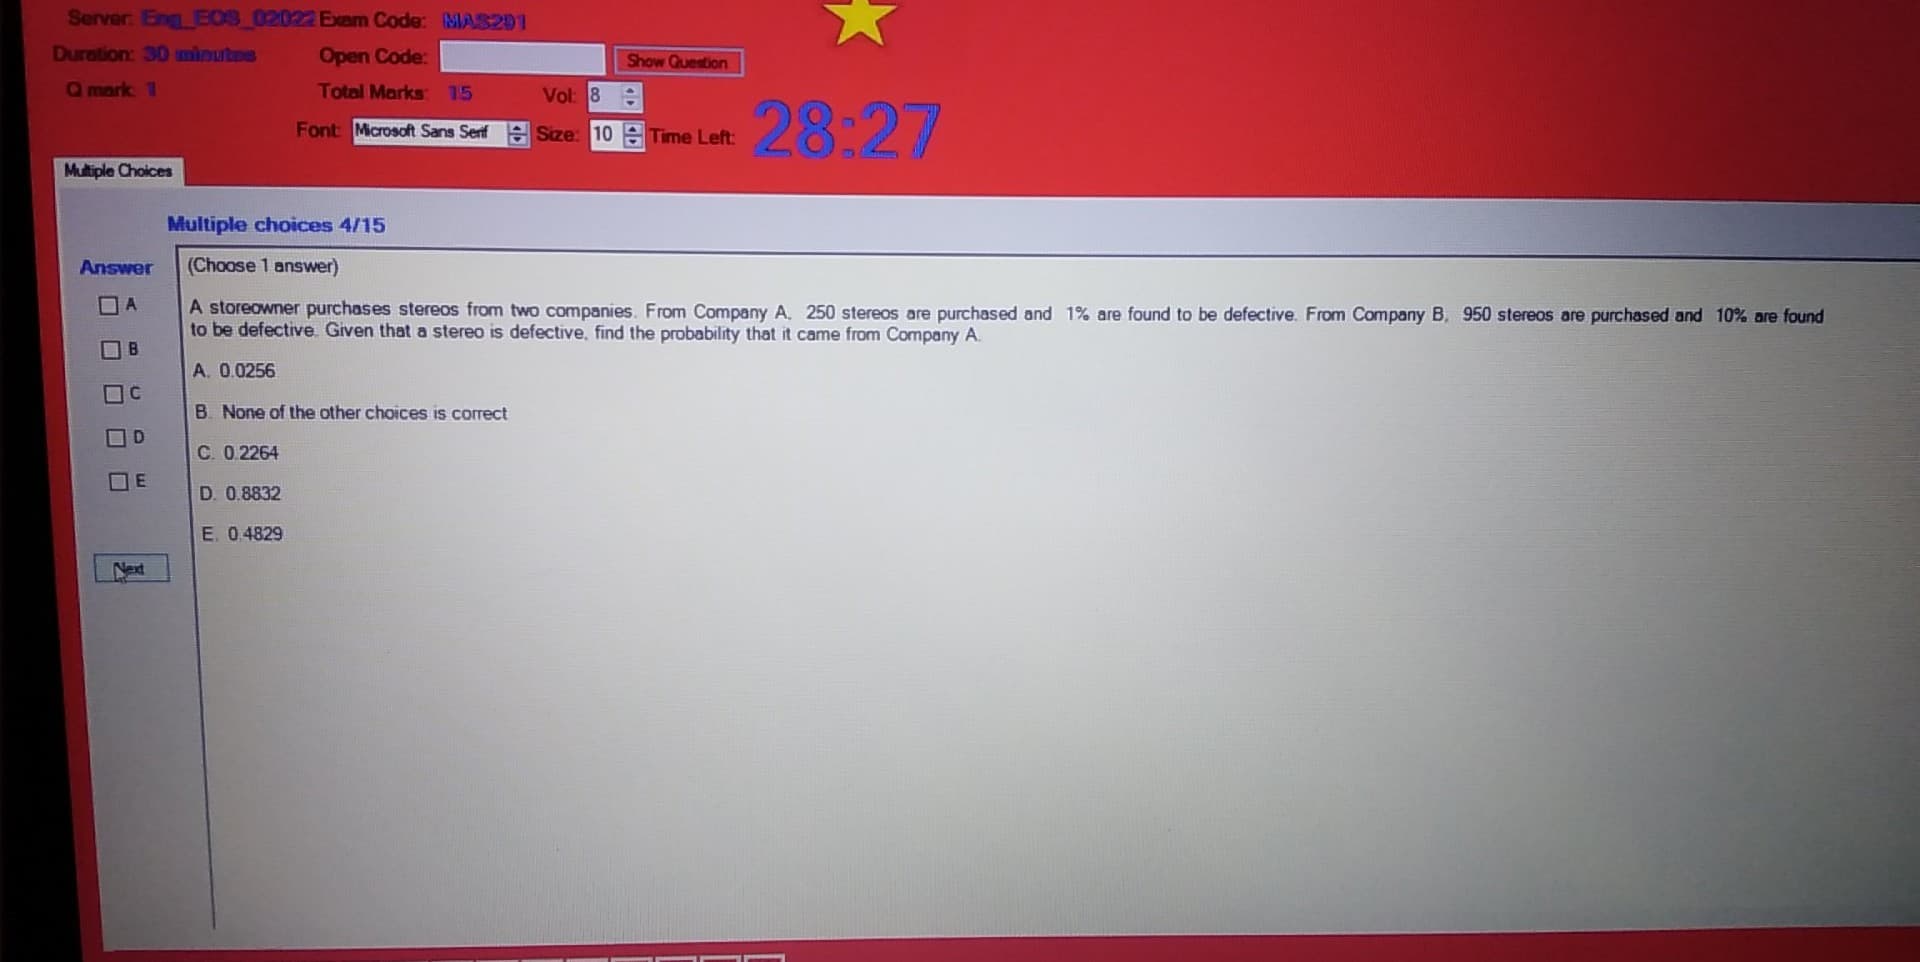 Server: Eng_EOS_02022 Exam Code: MAS291
Duration: 30 minutes Open Code: Show Question
Q mark: 1 Total Marks: 15 Vol: 8
Font: Microsoft Sans Serif Size: 10 Time Left: 28:27
Multiple Choices
Multiple choices 4/15
Answer
(Choose 1 answer)
A
A storeowner purchases stereos from two companies. From Company A, 250 stereos are purchased and 1% are found to be defective. From Company B, 950 stereos are purchased and 10% are found
to be defective. Given that a stereo is defective, find the probability that it came from Company A.
B
A. 0.0256
C
B. None of the other choices is correct
D
C. 0.2264
E
D. 0.8832
E. 0.4829
Next